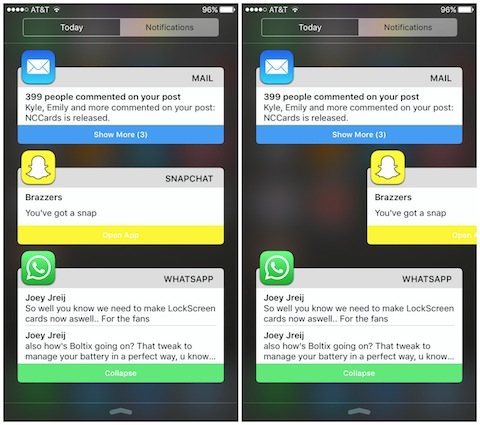 AT&T 96%
Today Notifications
MAIL
399 people commented on your post
Kyle, Emily and more commented on your post:
NCCards is released.
Show More (3)
SNAPCHAT
Brazzers
You've got a snap
Open App
WHATSAPP
Joey Jreij
So well you know we need to make LockScreen
cards now aswell.. For the fans
Joey Jreij
also how's Boltix going on? That tweak to
manage your battery in a perfect way, u know...
Collapse
AT&T 96%
Today Notifications
MAIL
399 people commented on your post
Kyle, Emily and more commented on your post:
NCCards is released.
Show More (3)
Brazzers
You've got a snap
Open A
WHATSAPP
Joey Jreij
So well you know we need to make LockScreen
cards now aswell.. For the fans
Joey Jreij
also how's Boltix going on? That tweak to
manage your battery in a perfect way, u know...
Collapse